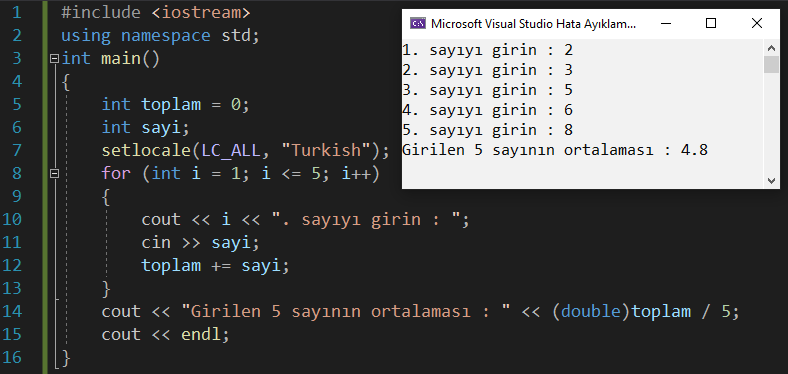 1 #include <iostream>
2 using namespace std;
3 int main()
4 {
5 int toplam = 0;
6 int sayi;
7 setlocale(LC_ALL, "Turkish");
8 for (int i = 1; i <= 5; i++)
9 {
10 cout << i << ". sayıyı girin : ";
11 cin >> sayi;
12 toplam += sayi;
13 }
14 cout << "Girilen 5 sayının ortalaması : " << (double)toplam / 5;
15 cout << endl;
16 }
C:\ Microsoft Visual Studio Hata Ayıklam...
1. sayıyı girin : 2
2. sayıyı girin : 3
3. sayıyı girin : 5
4. sayıyı girin : 6
5. sayıyı girin : 8
Girilen 5 sayının ortalaması : 4.8